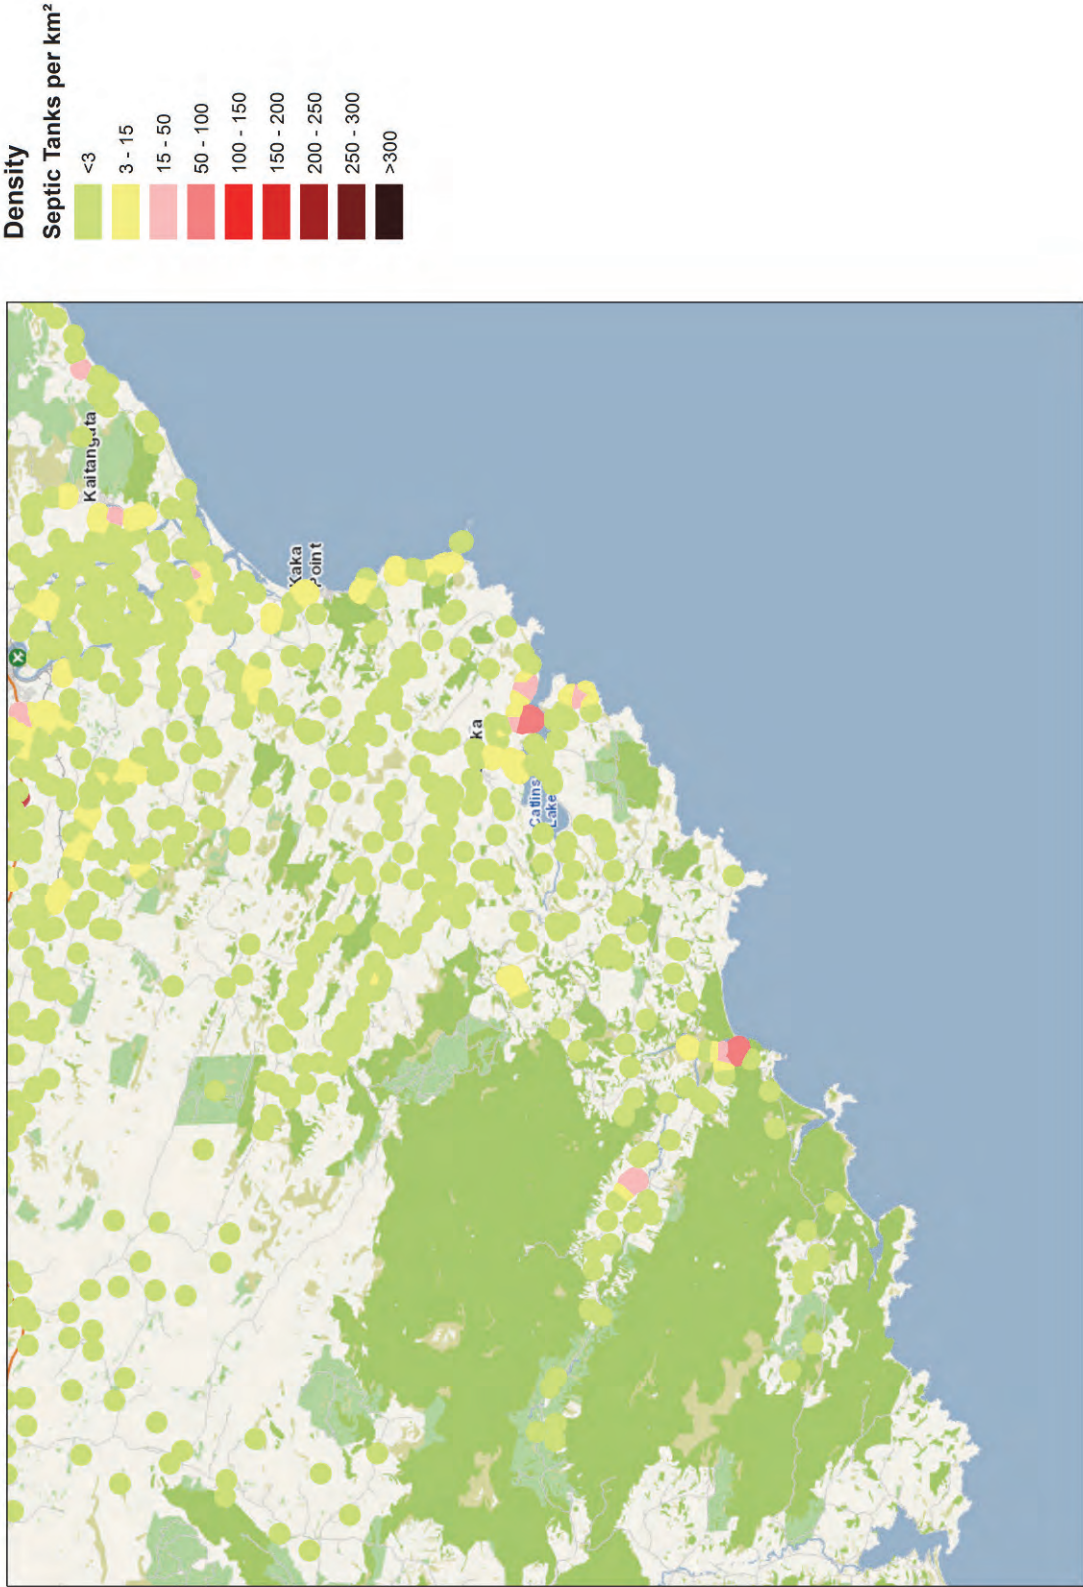 Density
Septic Tanks per km²
<3
3 - 15
15 - 50
50 - 100
100 - 150
150 - 200
200 - 250
250 - 300
>300
Kaitangata
Kaka
Point
ka
Catlins
Lake